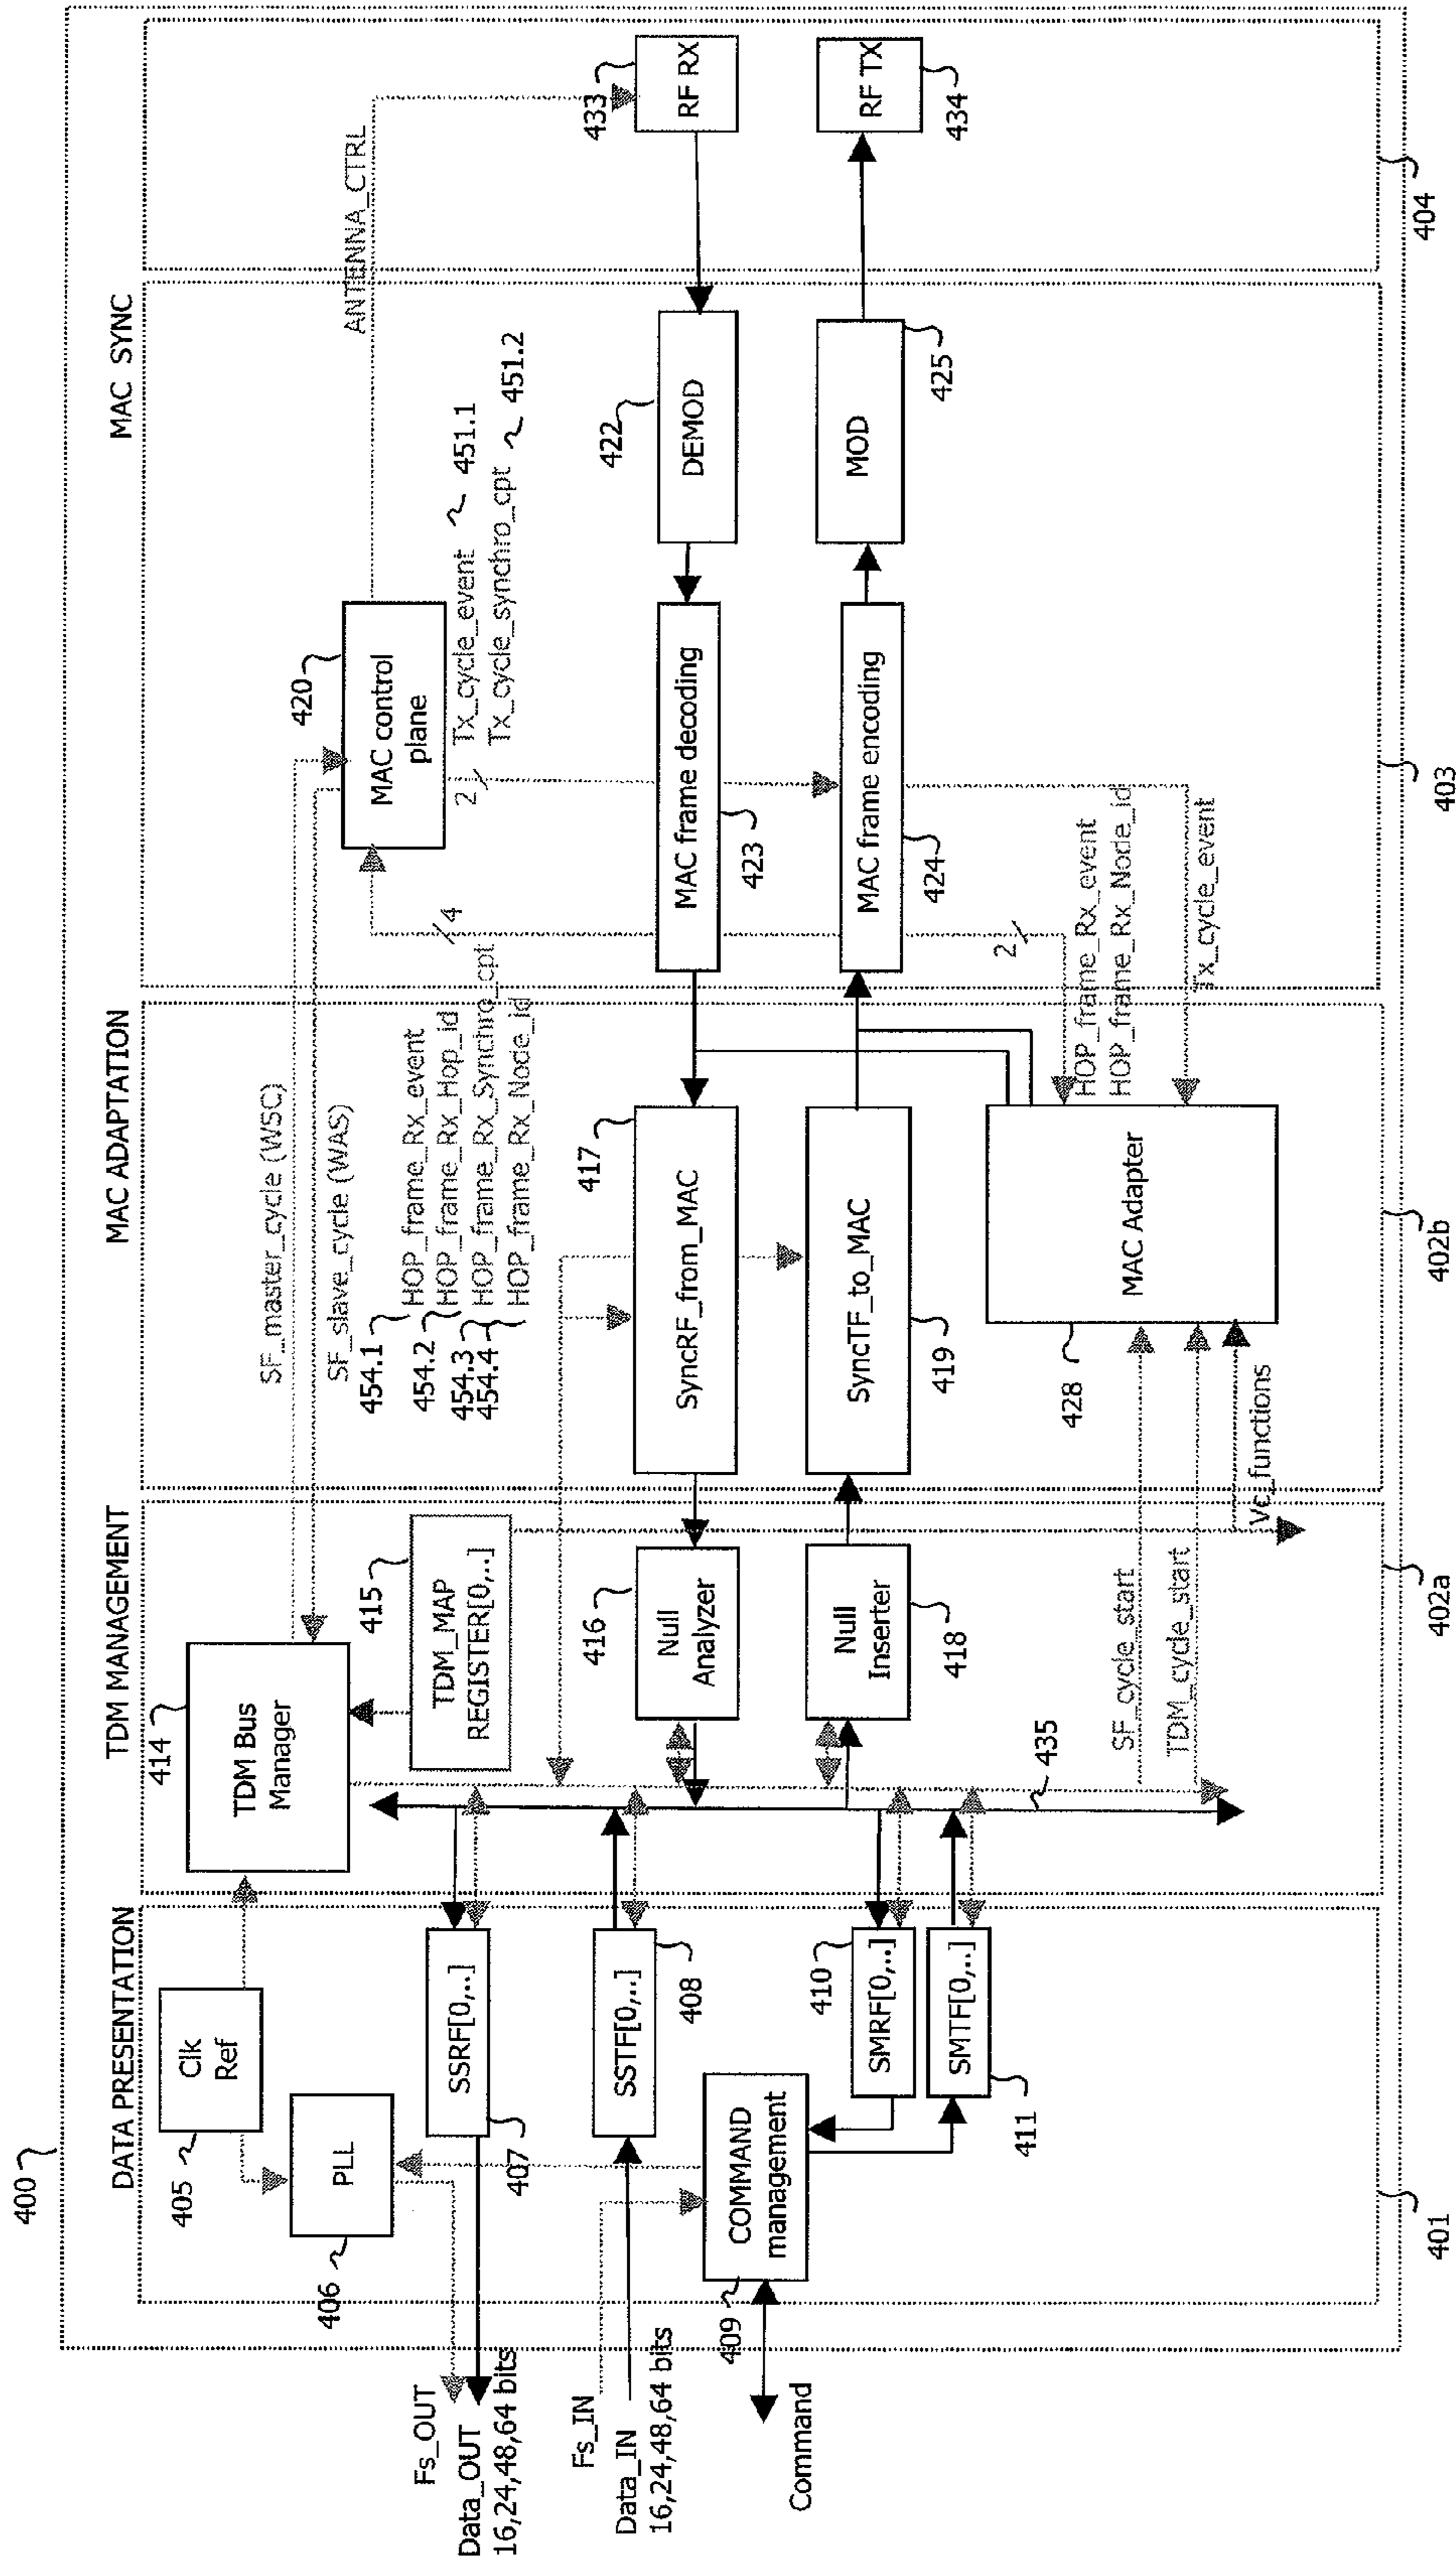 400
DATA PRESENTATION
TDM MANAGEMENT
MAC ADAPTATION
MAC SYNC
Clk
Ref
405
PLL
406
Fs_OUT
Data_OUT
16,24,48,64 bits
Fs_IN
Data_IN
16,24,48,64 bits
Command
SSRF[0,..]
407
SSTF[0,..]
408
COMMAND
management
409
SMRF[0,..]
410
SMTF[0,..]
411
401
TDM Bus
Manager
414
TDM_MAP
REGISTER[0,..]
415
Null
Analyzer
416
Null
Inserter
418
435
SF_cycle_start
TDM_cycle_start
Vc_functions
402a
SF_master_cycle (WSC)
SF_slave_cycle (WAS)
454.1
HOP_frame_Rx_event
454.2
HOP_frame_Rx_Hop_id
454.3
HOP_frame_Rx_Synchro_cpt
454.4
HOP_frame_Rx_Node_id
SyncRF_from_MAC
417
SyncTF_to_MAC
419
MAC Adapter
428
402b
MAC control
plane
420
4
2
Tx_cycle_event
451.1
Tx_cycle_synchro_cpt
451.2
MAC frame decoding
423
MAC frame encoding
424
2
HOP_frame_Rx_event
HOP_frame_Rx_Node_id
Tx_cycle_event
DEMOD
422
MOD
425
403
ANTENNA_CTRL
RF RX
433
RF TX
434
404